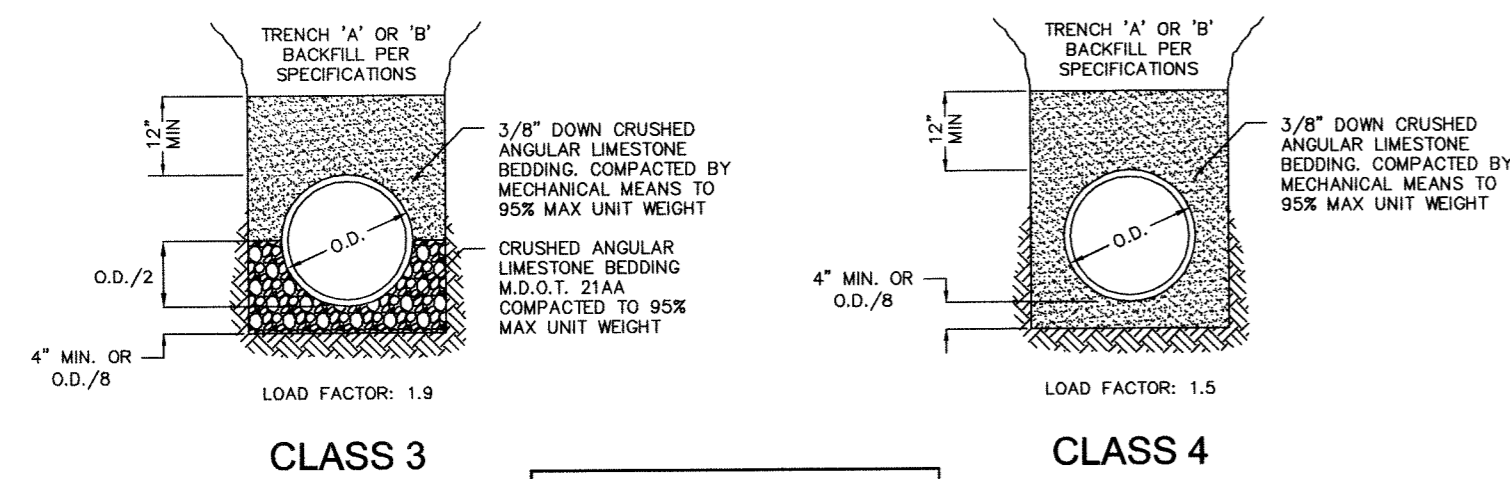 TRENCH 'A' OR 'B'
BACKFILL PER
SPECIFICATIONS
12"
MIN
3/8" DOWN CRUSHED
ANGULAR LIMESTONE
BEDDING. COMPACTED BY
MECHANICAL MEANS TO
95% MAX UNIT WEIGHT
O.D.
O.D./2
CRUSHED ANGULAR
LIMESTONE BEDDING
M.D.O.T. 21AA
COMPACTED TO 95%
MAX UNIT WEIGHT
4" MIN. OR
O.D./8
LOAD FACTOR: 1.9
CLASS 3
TRENCH 'A' OR 'B'
BACKFILL PER
SPECIFICATIONS
12"
MIN
3/8" DOWN CRUSHED
ANGULAR LIMESTONE
BEDDING. COMPACTED BY
MECHANICAL MEANS TO
95% MAX UNIT WEIGHT
O.D.
4" MIN. OR
O.D./8
LOAD FACTOR: 1.5
CLASS 4